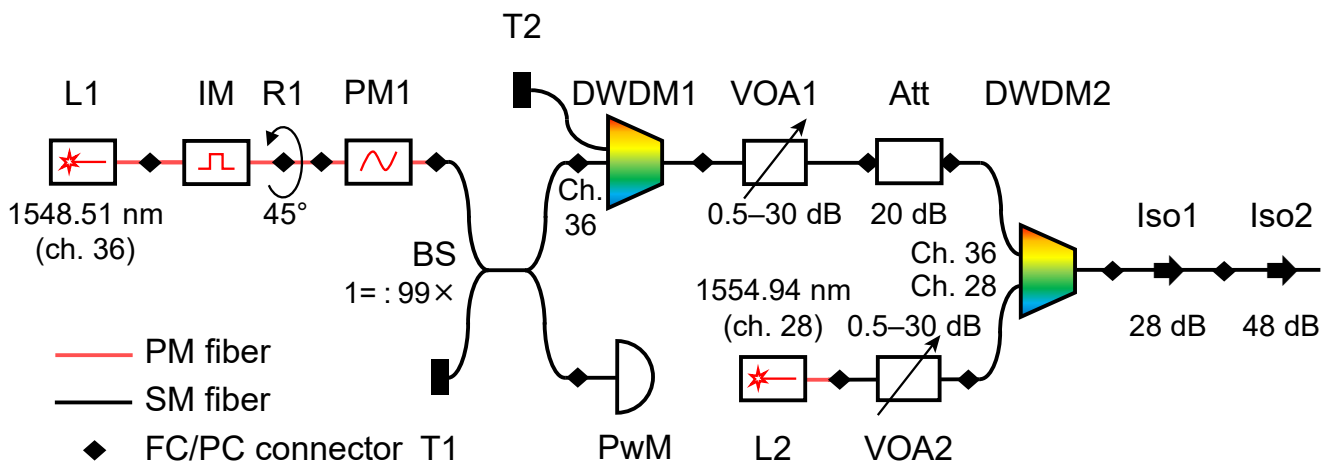 T2
L1 IM R1 PM1 DWDM1 VOA1 Att DWDM2
1548.51 nm
(ch. 36)
45°
Ch.
36
0.5–30 dB
20 dB
BS
1= : 99×
Ch. 36
Ch. 28
Iso1 Iso2
28 dB 48 dB
1554.94 nm
(ch. 28)
0.5–30 dB
PM fiber
SM fiber
FC/PC connector
T1 PwM L2 VOA2